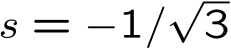 s = −1/√3